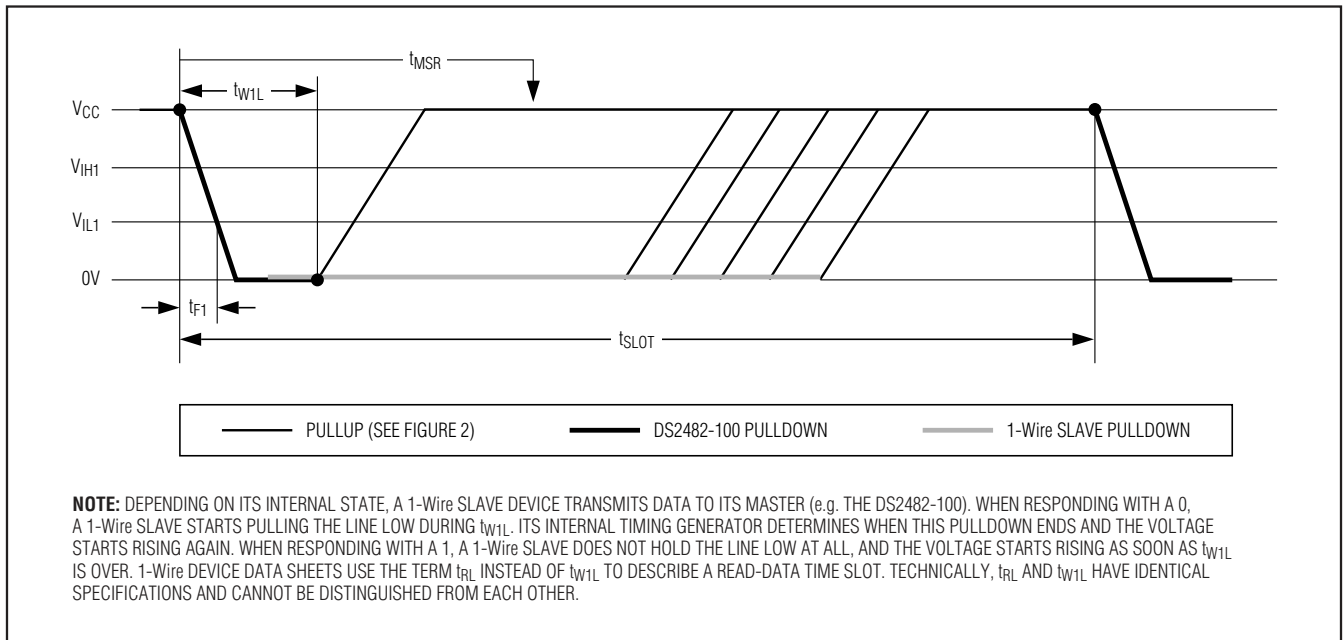 tMSR
tW1L
VCC
VIH1
VIL1
0V
tF1
tSLOT
PULLUP (SEE FIGURE 2) DS2482-100 PULLDOWN 1-Wire SLAVE PULLDOWN
NOTE: DEPENDING ON ITS INTERNAL STATE, A 1-Wire SLAVE DEVICE TRANSMITS DATA TO ITS MASTER (e.g. THE DS2482-100). WHEN RESPONDING WITH A 0,
A 1-Wire SLAVE STARTS PULLING THE LINE LOW DURING tW1L. ITS INTERNAL TIMING GENERATOR DETERMINES WHEN THIS PULLDOWN ENDS AND THE VOLTAGE
STARTS RISING AGAIN. WHEN RESPONDING WITH A 1, A 1-Wire SLAVE DOES NOT HOLD THE LINE LOW AT ALL, AND THE VOLTAGE STARTS RISING AS SOON AS tW1L
IS OVER. 1-Wire DEVICE DATA SHEETS USE THE TERM tRL INSTEAD OF tW1L TO DESCRIBE A READ-DATA TIME SLOT. TECHNICALLY, tRL AND tW1L HAVE IDENTICAL
SPECIFICATIONS AND CANNOT BE DISTINGUISHED FROM EACH OTHER.